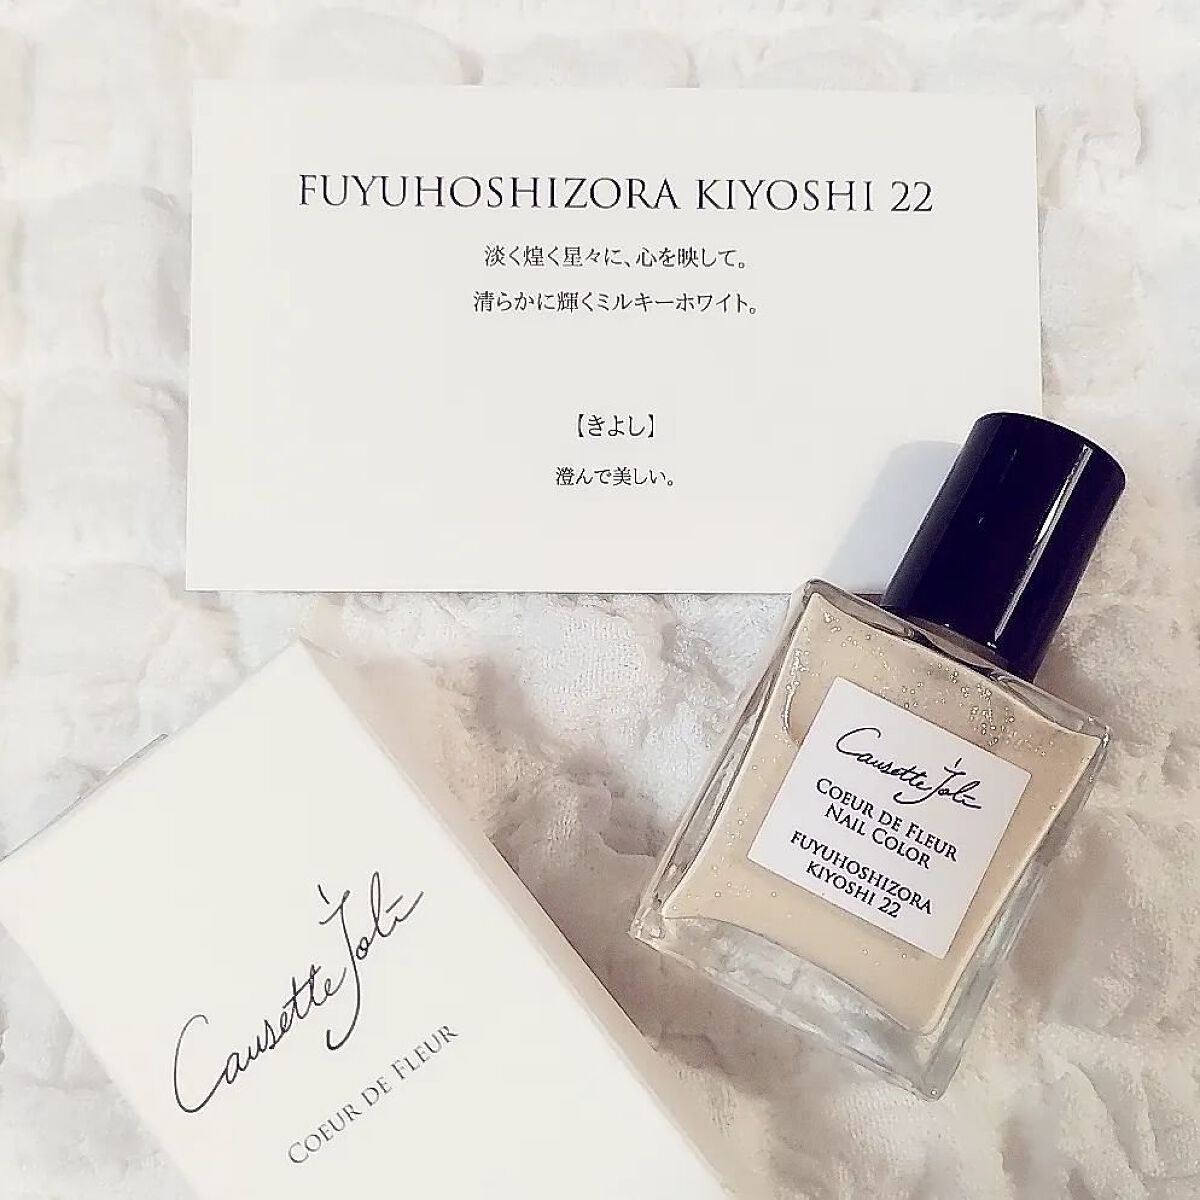 FUYUHOSHIZORA KIYOSHI 22
淡く煌く星々に、心を映して。
清らかに輝くミルキーホワイト。
【きよし】
澄んで美しい。
Causette Joli
COEUR DE FLEUR
NAIL COLOR
FUYUHOSHIZORA
KIYOSHI 22
Causette Joli
COEUR DE FLEUR